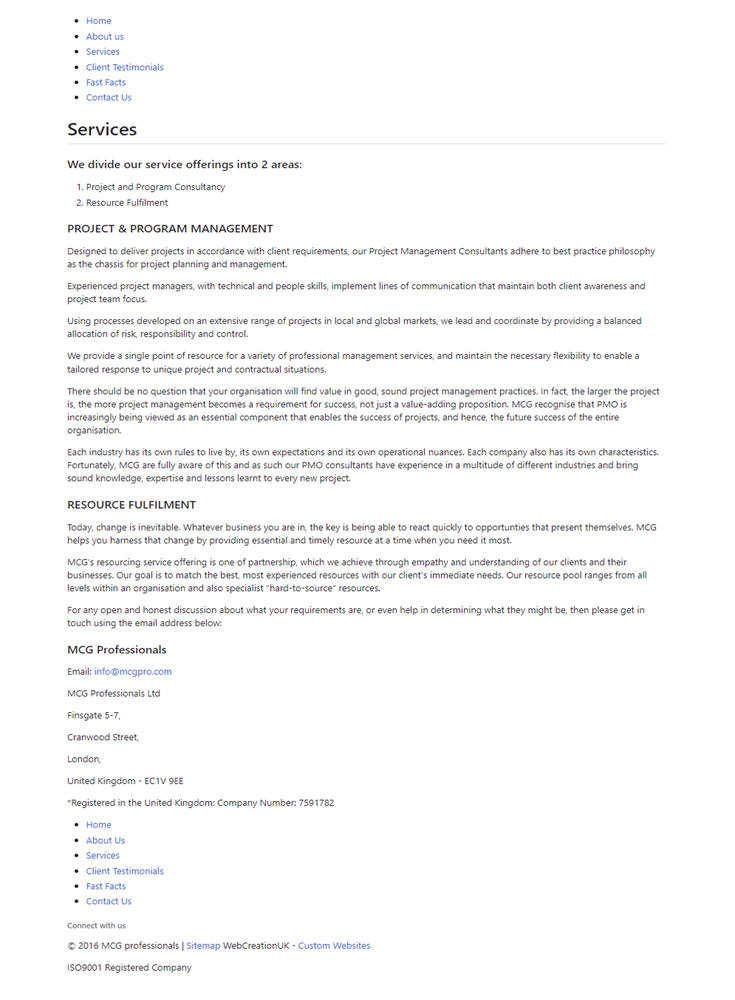 Home
About us
Services
Client Testimonials
Fast Facts
Contact Us
Services
We divide our service offerings into 2 areas:
1. Project and Program Consultancy
2. Resource Fulfilment
PROJECT & PROGRAM MANAGEMENT
Designed to deliver projects in accordance with client requirements, our Project Management Consultants adhere to best practice philosophy
as the chassis for project planning and management.
Experienced project managers, with technical and people skills, implement lines of communication that maintain both client awareness and
project team focus.
Using processes developed on an extensive range of projects in local and global markets, we lead and coordinate by providing a balanced
allocation of risk, responsibility and control.
We provide a single point of resource for a variety of professional management services, and maintain the necessary flexibility to enable a
tailored response to unique project and contractual situations.
There should be no question that your organisation will find value in good, sound project management practices. In fact, the larger the project
is, the more project management becomes a requirement for success, not just a value-adding proposition. MCG recognise that PMO is
increasingly being viewed as an essential component that enables the success of projects, and hence, the future success of the entire
organisation.
Each industry has its own rules to live by, its own expectations and its own operational nuances. Each company also has its own characteristics.
Fortunately, MCG are fully aware of this and as such our PMO consultants have experience in a multitude of different industries and bring
sound knowledge, expertise and lessons learnt to every new project.
RESOURCE FULFILMENT
Today, change is inevitable. Whatever business you are in, the key is being able to react quickly to opportunties that present themselves. MCG
helps you harness that change by providing essential and timely resource at a time when you need it most.
MCG's resourcing service offering is one of partnership, which we achieve through empathy and understanding of our clients and their
businesses. Our goal is to match the best, most experienced resources with our client's immediate needs. Our resource pool ranges from all
levels within an organisation and also specialist "hard-to-source" resources.
For any open and honest discussion about what your requirements are, or even help in determining what they might be, then please get in
touch using the email address below:
MCG Professionals
Email: info@mcgpro.com
MCG Professionals Ltd
Finsgate 5-7,
Cranwood Street,
London,
United Kingdom - EC1V 9EE
*Registered in the United Kingdom: Company Number: 7591782
Home
About Us
Services
Client Testimonials
Fast Facts
Contact Us
Connect with us
© 2016 MCG professionals | Sitemap WebCreationUK - Custom Websites
ISO9001 Registered Company